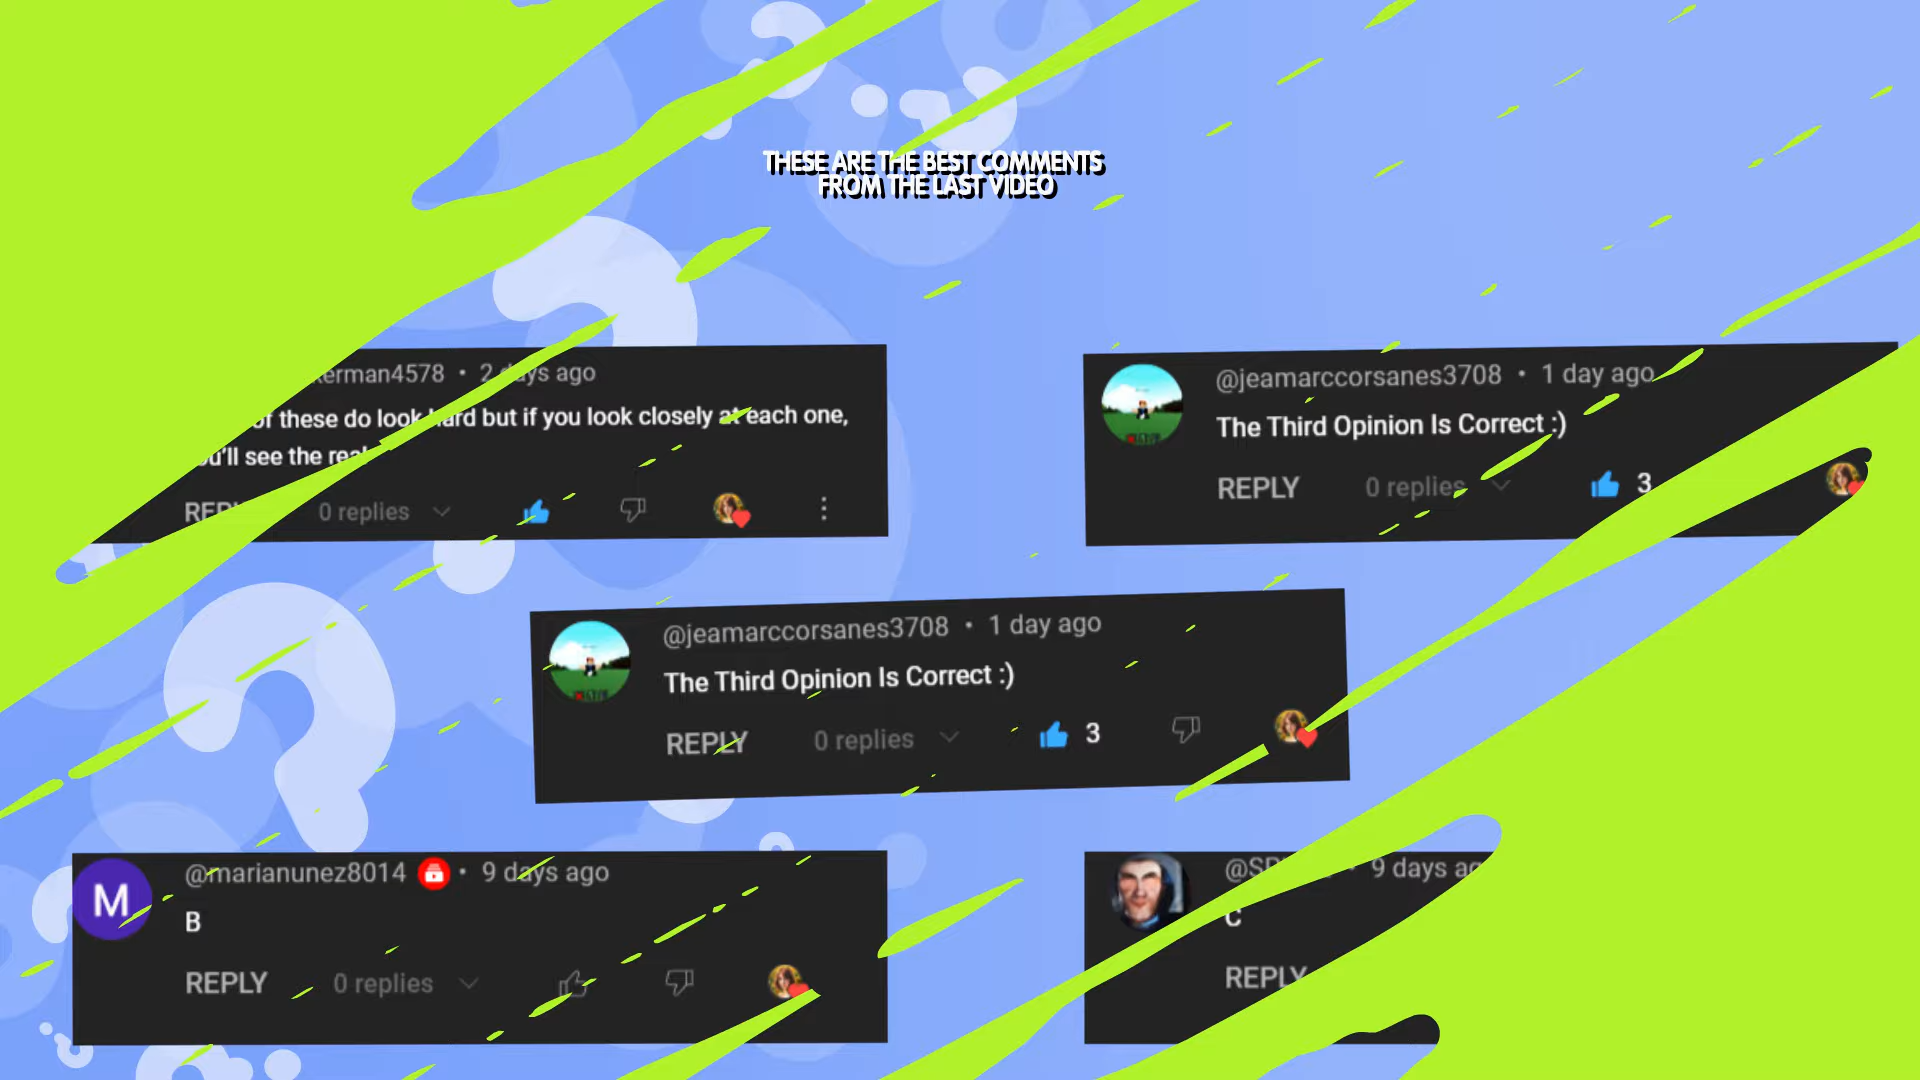 THESE ARE THE BEST COMMENTS
FROM THE LAST VIDEO
kerman4578 • 2 days ago
of these do look hard but if you look closely at each one,
you'll see the real
REPLY 0 replies
@jeamarccorsanes3708 • 1 day ago
The Third Opinion Is Correct :)
REPLY 0 replies 3
@jeamarccorsanes3708 • 1 day ago
The Third Opinion Is Correct :)
REPLY 0 replies 3
@marianunez8014 • 9 days ago
M
B
REPLY 0 replies
• 9 days ago
C
REPLY